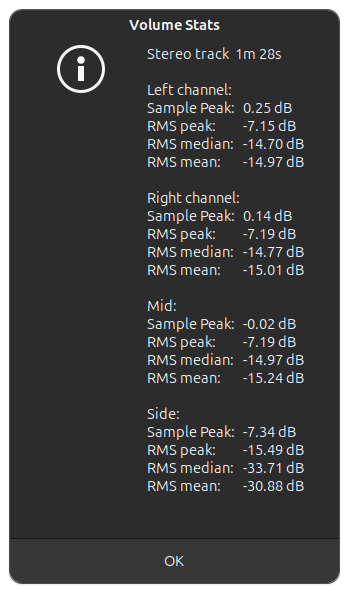 Volume Stats
Stereo track 1m 28s
Left channel:
Sample Peak: 0.25 dB
RMS peak: -7.15 dB
RMS median: -14.70 dB
RMS mean: -14.97 dB
Right channel:
Sample Peak: 0.14 dB
RMS peak: -7.19 dB
RMS median: -14.77 dB
RMS mean: -15.01 dB
Mid:
Sample Peak: -0.02 dB
RMS peak: -7.19 dB
RMS median: -14.97 dB
RMS mean: -15.24 dB
Side:
Sample Peak: -7.34 dB
RMS peak: -15.49 dB
RMS median: -33.71 dB
RMS mean: -30.88 dB
OK